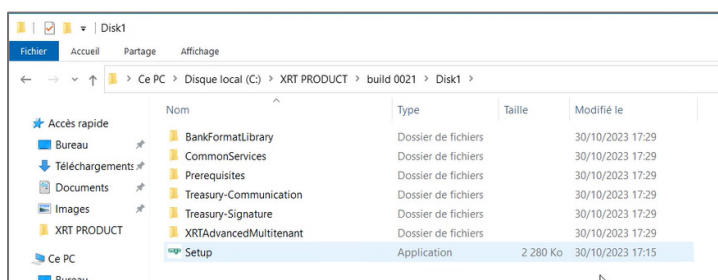 Disk1
Fichier Accueil Partage Affichage
Ce PC > Disque local (C:) > XRT PRODUCT > build 0021 > Disk1 >
Nom Type Taille Modifié le
Accès rapide
Bureau
Téléchargements
Documents
Images
XRT PRODUCT
Ce PC
Bureau
BankFormatLibrary Dossier de fichiers 30/10/2023 17:29
CommonServices Dossier de fichiers 30/10/2023 17:29
Prerequisites Dossier de fichiers 30/10/2023 17:29
Treasury-Communication Dossier de fichiers 30/10/2023 17:29
Treasury-Signature Dossier de fichiers 30/10/2023 17:29
XRTAdvancedMultitenant Dossier de fichiers 30/10/2023 17:29
Setup Application 2 280 Ko 30/10/2023 17:15